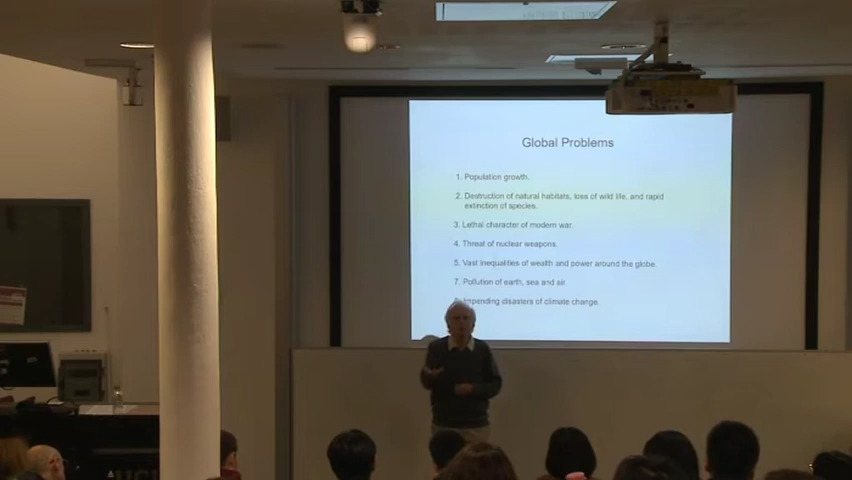 Global Problems
1. Population growth.
2. Destruction of natural habitats, loss of wild life, and rapid
extinction of species.
3. Lethal character of modern war.
4. Threat of nuclear weapons.
5. Vast inequalities of wealth and power around the globe.
7. Pollution of earth, sea and air.
Impending disasters of climate change.